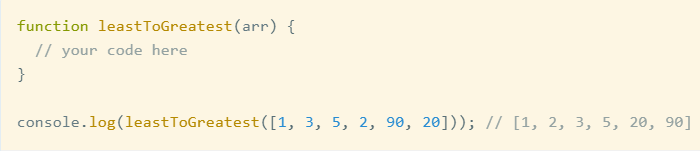 function leastToGreatest(arr) {
  // your code here
}
console.log(leastToGreatest([1, 3, 5, 2, 90, 20])); // [1, 2, 3, 5, 20, 90]